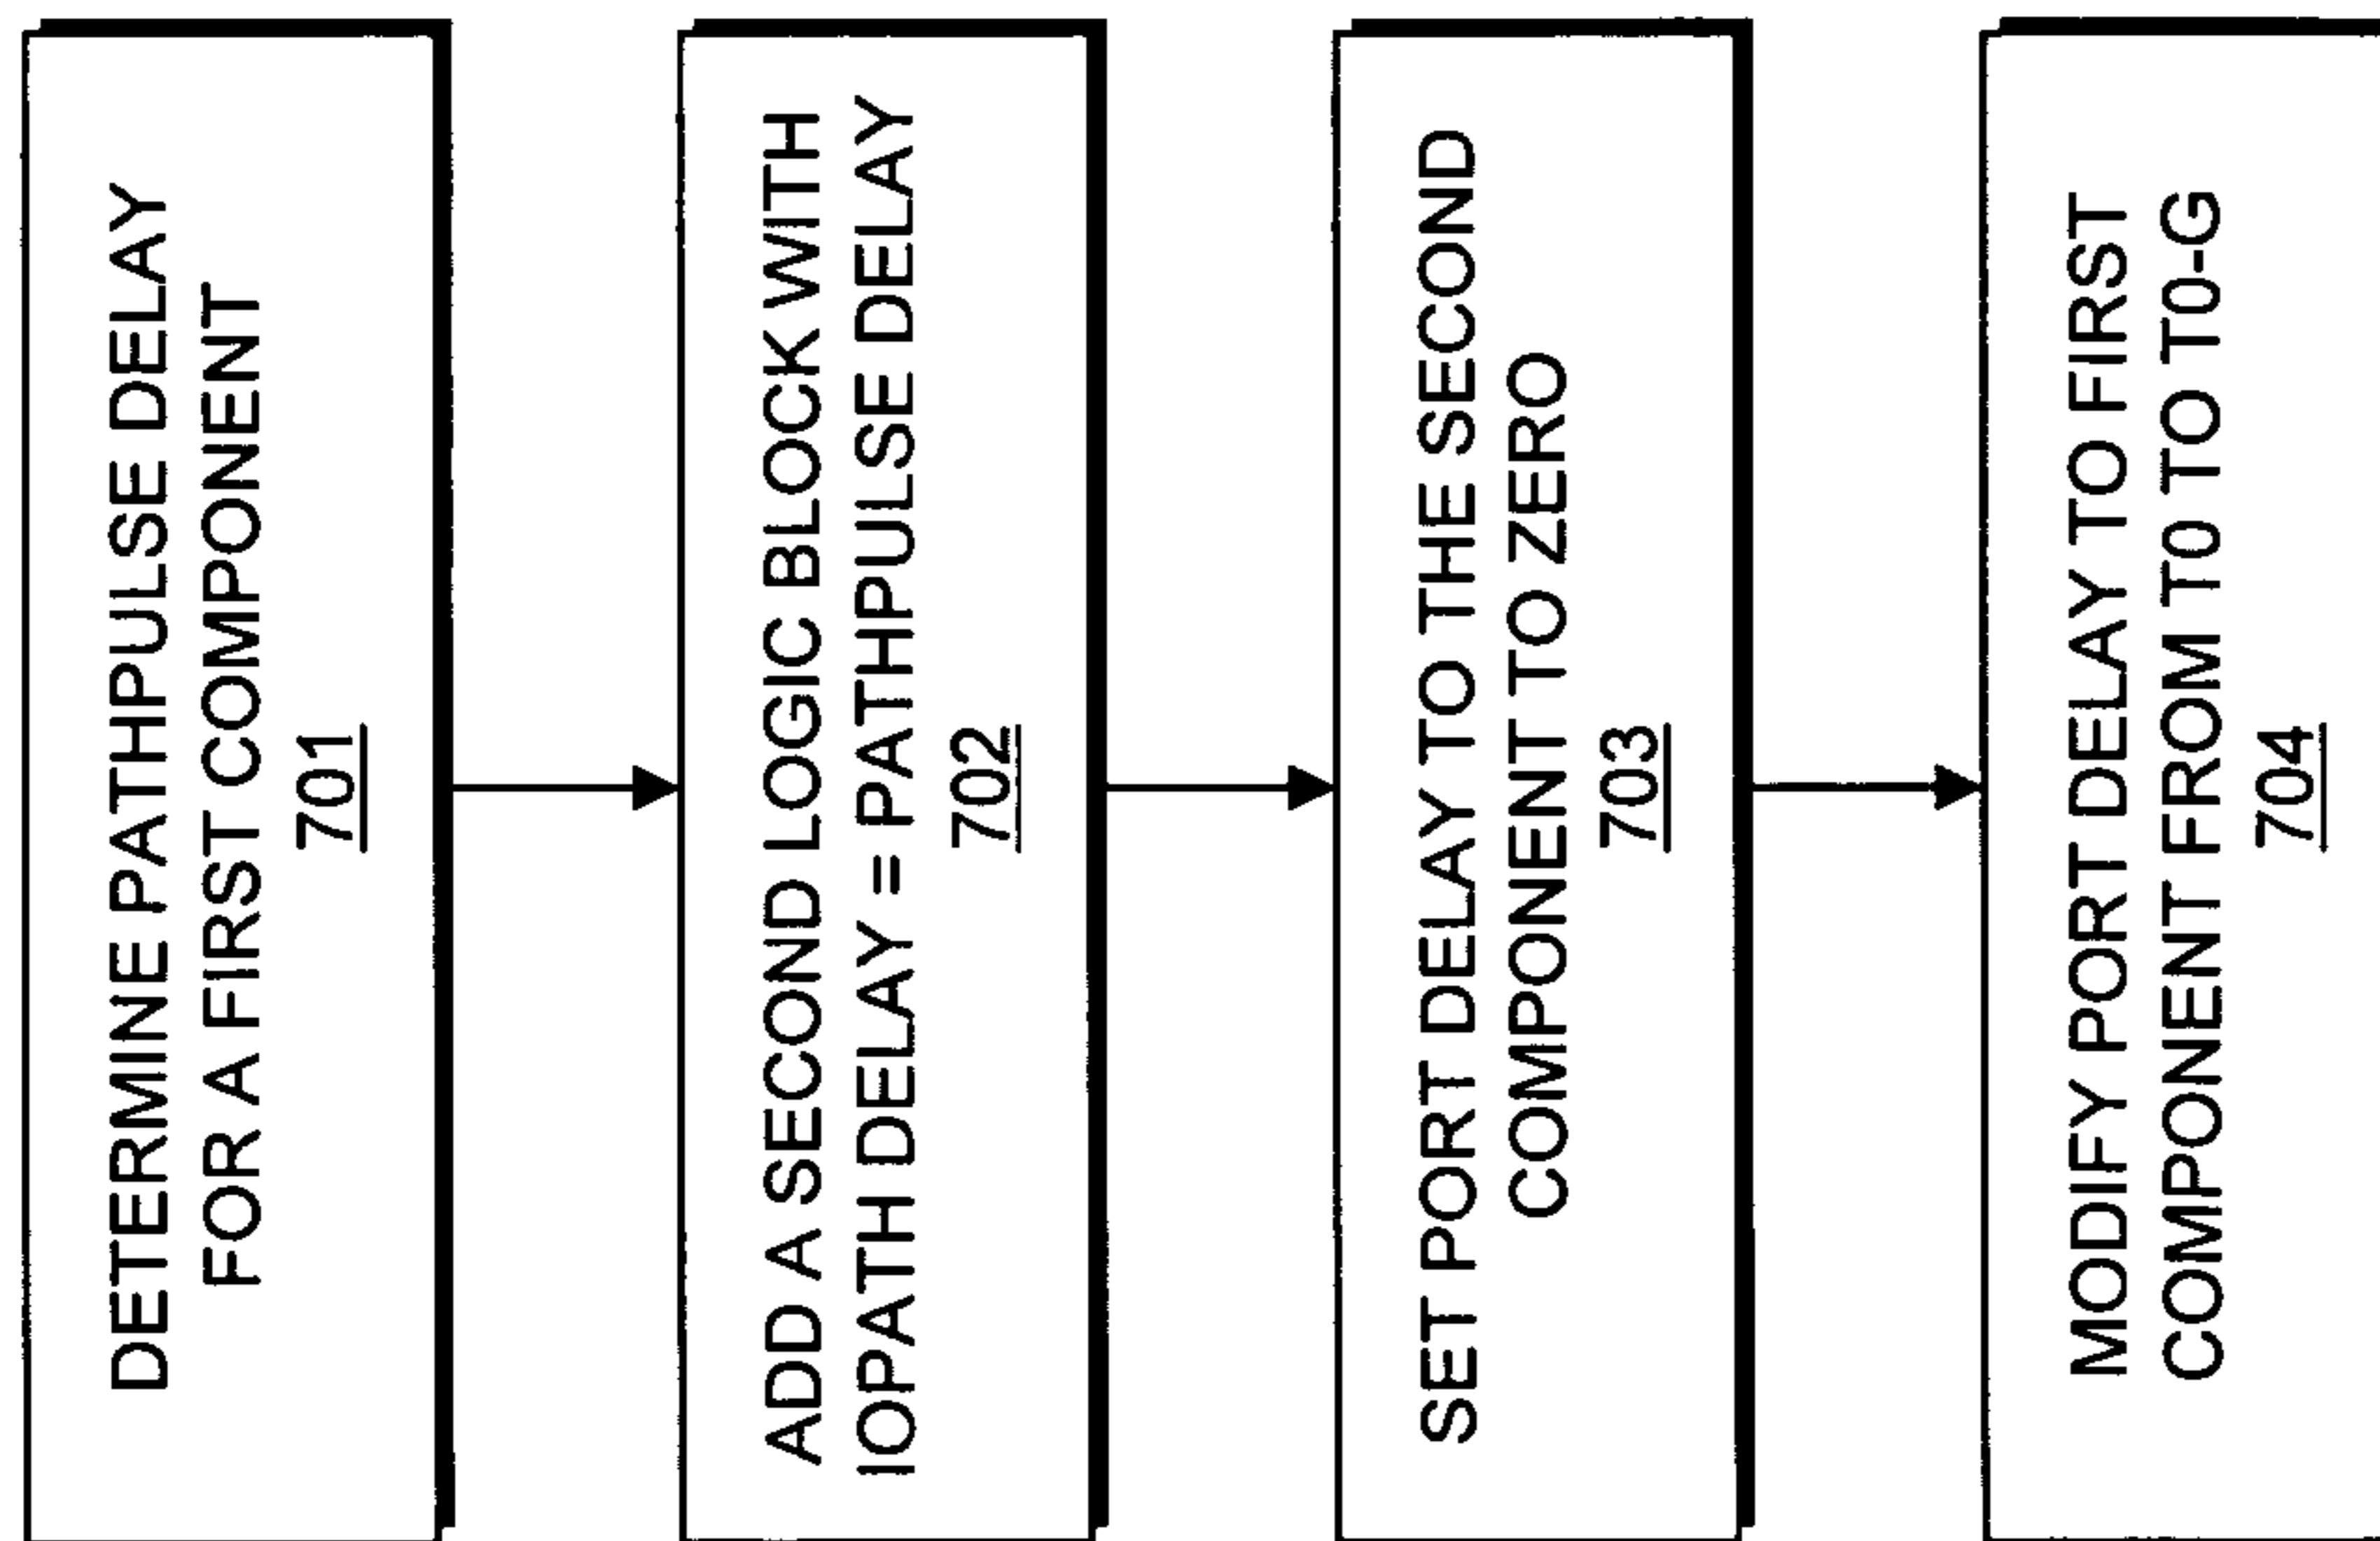 DETERMINE PATHPULSE DELAY
FOR A FIRST COMPONENT
701
ADD A SECOND LOGIC BLOCK WITH
IOPATH DELAY = PATHPULSE DELAY
702
SET PORT DELAY TO THE SECOND
COMPONENT TO ZERO
703
MODIFY PORT DELAY TO FIRST
COMPONENT FROM T0 TO T0-G
704